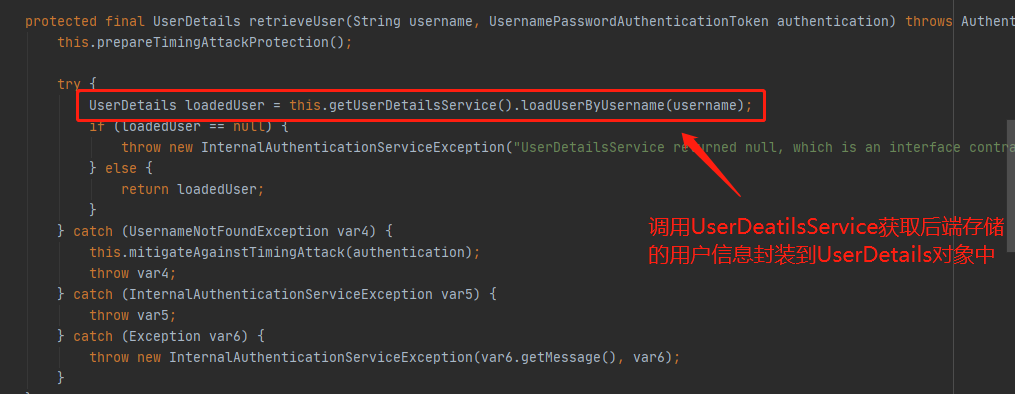 protected final UserDetails retrieveUser(String username, UsernamePasswordAuthenticationToken authentication) throws Authent
this.prepareTimingAttackProtection();
try {
UserDetails loadedUser = this.getUserDetailsService().loadUserByUsername(username);
if (loadedUser == null) {
throw new InternalAuthenticationServiceException("UserDetailsService returned null, which is an interface contra
} else {
return loadedUser;
}
} catch (UsernameNotFoundException var4) {
this.mitigateAgainstTimingAttack(authentication);
throw var4;
} catch (InternalAuthenticationServiceException var5) {
throw var5;
} catch (Exception var6) {
throw new InternalAuthenticationServiceException(var6.getMessage(), var6);
}
调用UserDeatilsService获取后端存储
的用户信息封装到UserDetails对象中